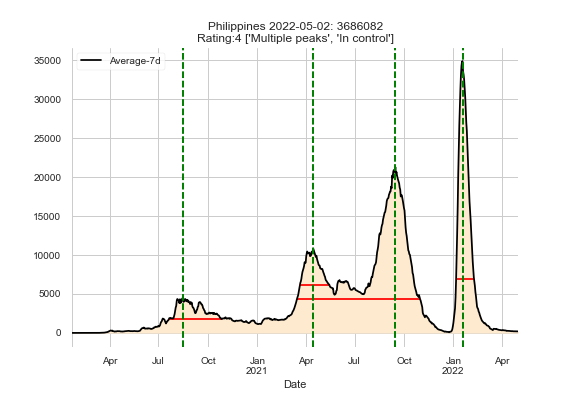 Philippines 2022-05-02: 3686082
Rating:4 ['Multiple peaks', 'In control']
Average-7d
35000
30000
25000
20000
15000
10000
5000
0
Apr Jul Oct Jan Apr Jul Oct Jan Apr
2021 2022
Date